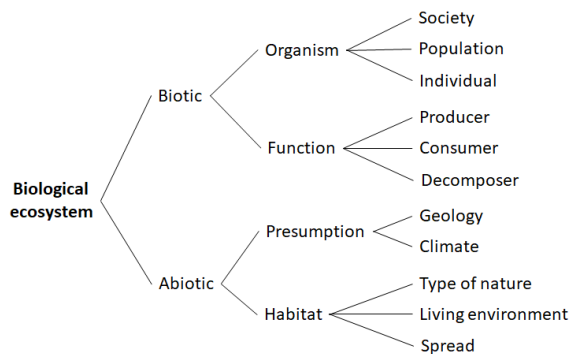 Society
Organism
Population
Individual
Biotic
Producer
Function
Consumer
Decomposer
Biological
ecosystem
Geology
Presumption
Climate
Abiotic
Type of nature
Habitat
Living environment
Spread